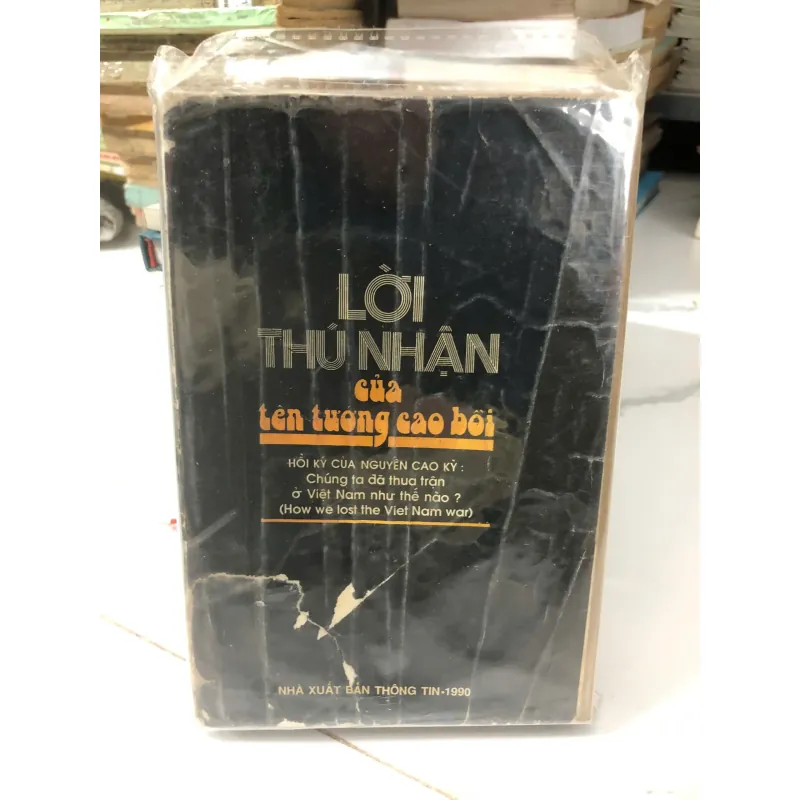 LỜI
THÚ NHẬN
của
tên tướng cao bồi
HỒI KÝ CỦA NGUYỄN CAO KỲ :
Chúng ta đã thua trận
ở Việt Nam như thế nào ?
(How we lost the Viet Nam war)
NHÀ XUẤT BẢN THÔNG TIN-1990